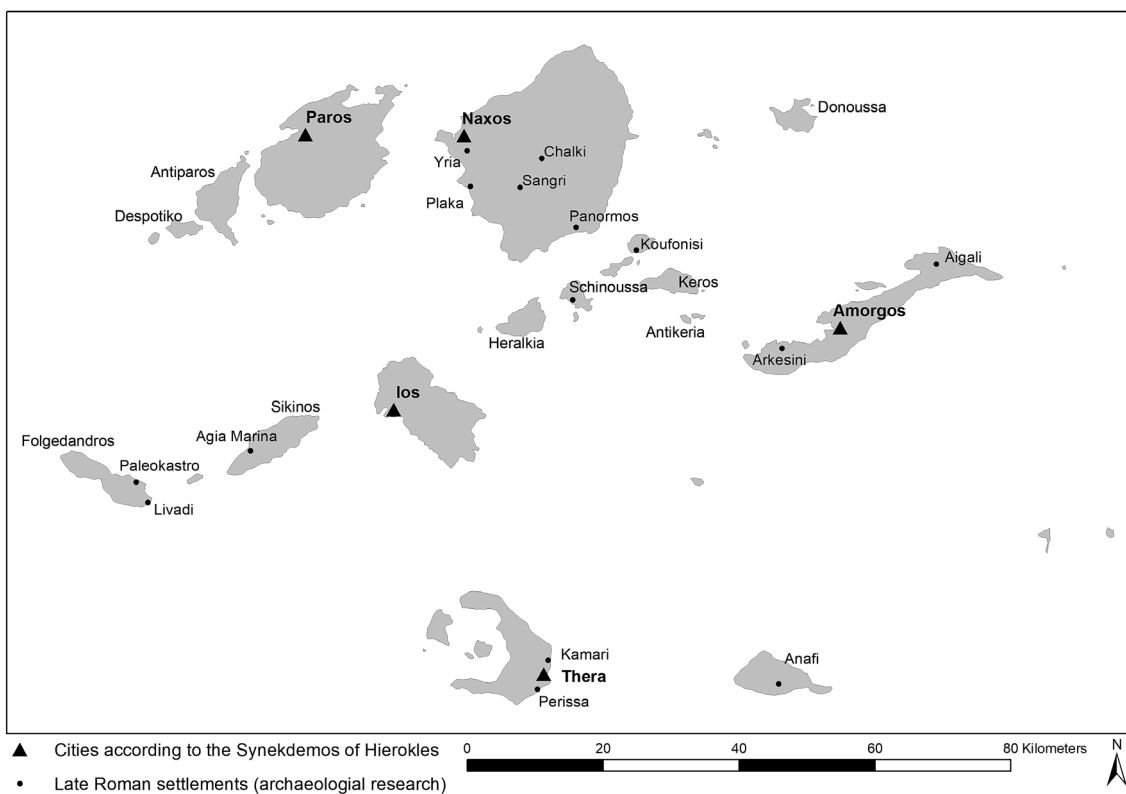 Donoussa
Paros
Naxos
Yria
Chalki
Antiparos
Sangri
Plaka
Despotiko
Panormos
Koufonisi
Aigali
Keros
Schinoussa
Amorgos
Antikeria
Heralkia
Arkesini
Ios
Sikinos
Agia Marina
Folgedandros
Paleokastro
Livadi
Kamari
Anafi
Thera
Perissa
Cities according to the Synekdemos of Hierokles
Late Roman settlements (archaeologial research)
0 20 40 60 80 Kilometers
N